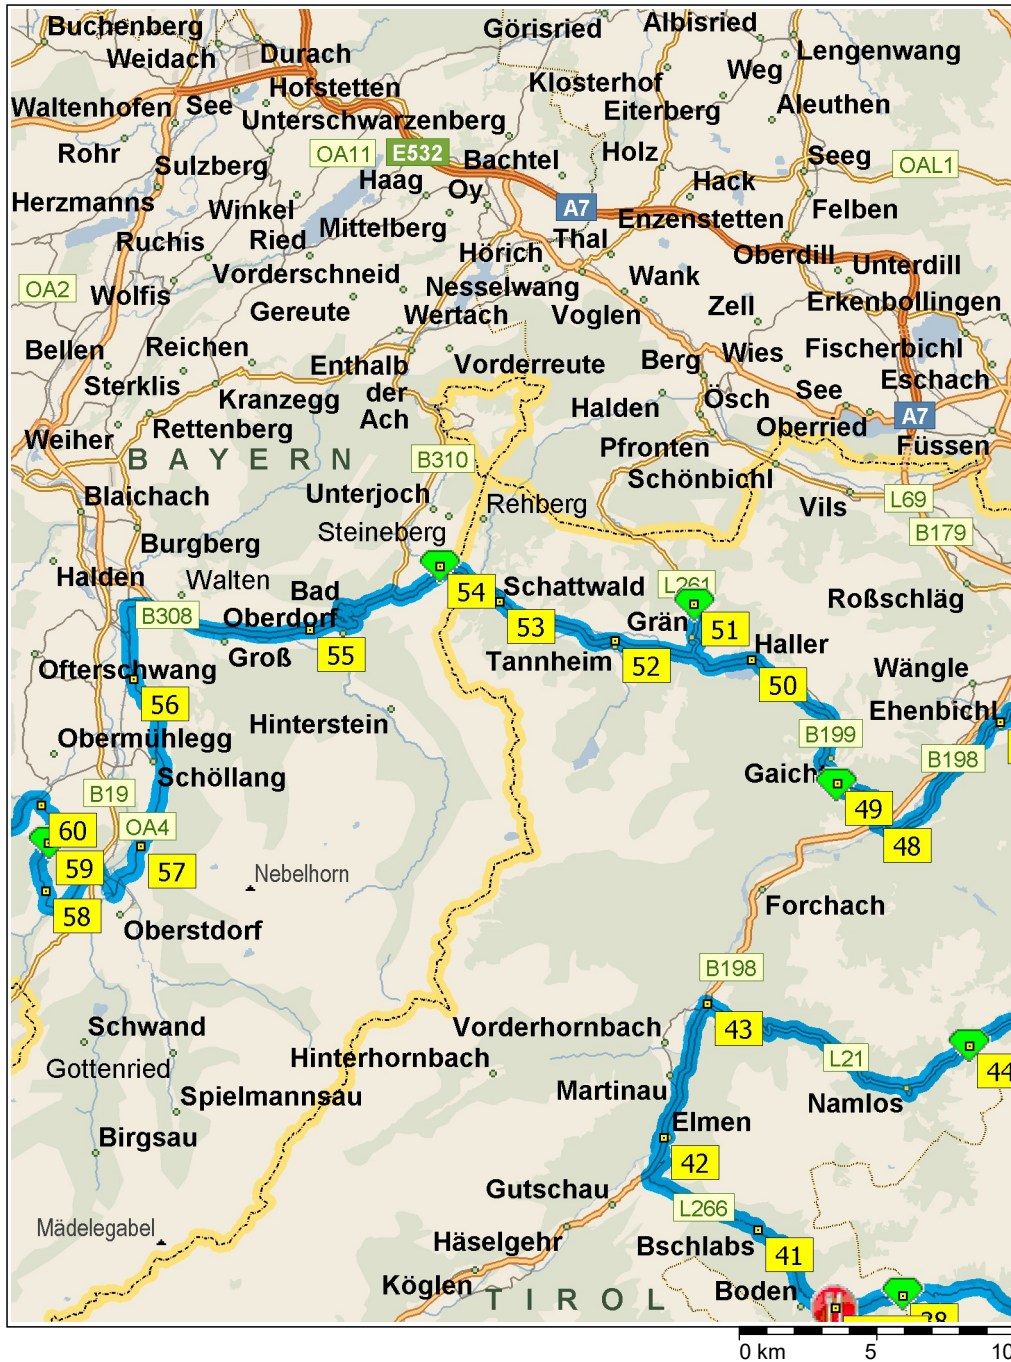 Buchenberg
Weidach
Durach
Görisried
Albisried
Lengenwang
Klosterhof
Weg
Hofstetten
Waltenhofen
See
Eiterberg
Aleuthen
Unterschwarzenberg
Rohr
Sulzberg
OA11
E532
Bachtel
Holz
Seeg
OAL1
Haag
Oy
Hack
Herzmanns
Winkel
A7
Enzenstetten
Felben
Ruchis
Ried
Mittelberg
Thal
Hörich
Oberdill
Unterdill
OA2
Wolfis
Vorderschneid
Nesselwang
Wank
Zell
Erkenbollingen
Gereute
Wertach
Voglen
Bellen
Reichen
Enthalb
der
Ach
Vorderreute
Berg
Wies
Fischerbichl
Sterklis
Kranzegg
Halden
Ösch
See
Eschach
A7
Weiher
Rettenberg
Oberried
Füssen
BAYERN
B310
Pfronten
Schönbichl
Blaichach
Unterjoch
Rehberg
Vils
L69
Steineberg
B179
Burgberg
Halden
Walten
Bad
Oberdorf
54
Schattwald
L261
Roßschläg
B308
53
Grän
51
Haller
Groß
55
Tannheim
52
50
Wängle
Ofterschwang
56
Hinterstein
Ehenbichl
Obermühlegg
B199
B198
Schöllang
Gaicht
B19
49
60
OA4
48
59
57
Nebelhorn
58
Oberstdorf
Forchach
B198
Schwand
Vorderhornbach
43
Gottenried
Hinterhornbach
L21
44
Spielmannsau
Martinau
Namlos
Birgsau
Elmen
42
Gutschau
L266
Mädelegabel
Häselgehr
Bschlabs
41
Köglen
TIROL
Boden
38
0 km
5
10